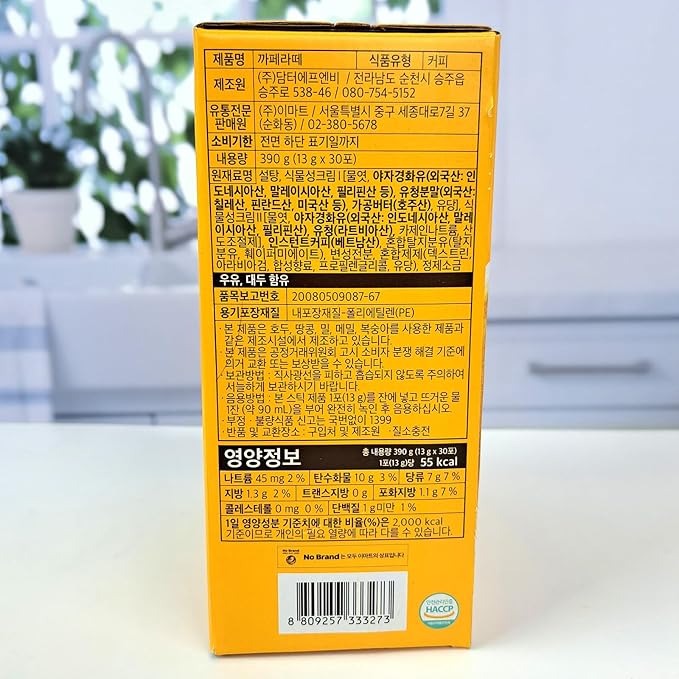 제품명 까페라떼 식품유형 커피
제조원 (주)담터에프엔비 / 전라남도 순천시 승주읍
승주로 538-46 / 080-754-5152
유통전문 판매원 (주)이마트 / 서울특별시 중구 세종대로7길 37
(순화동) / 02-380-5678
소비기한 전면 하단 표기일까지
내용량 390 g (13 g x 30포)
원재료명 설탕, 식물성크림Ⅰ[물엿, 야자경화유(외국산: 인
도네시아산, 말레이시아산, 필리핀산 등), 유청분말(외국산:
칠레산, 핀란드산, 미국산 등), 가공버터(호주산), 유당], 식
물성크림Ⅱ[물엿, 야자경화유(외국산: 인도네시아산, 말레
이시아산, 필리핀산), 유청(라트비아산), 카제인나트륨, 산
도조절제], 인스턴트커피(베트남산), 혼합탈지분유(탈지
분유, 훼이퍼미에이트), 변성전분, 혼합제제(덱스트린,
아라비아검, 합성향료, 프로필렌글리콜, 유당), 정제소금
우유, 대두 함유
품목보고번호 20080509087-67
용기포장재질 내포장재질-폴리에틸렌(PE)
· 본 제품은 호두, 땅콩, 밀, 메밀, 복숭아를 사용한 제품과
같은 제조시설에서 제조하고 있습니다.
· 본 제품은 공정거래위원회 고시 소비자 분쟁 해결 기준에
의거 교환 또는 보상받을 수 있습니다.
· 보관방법 : 직사광선을 피하고 흡습되지 않도록 주의하여
서늘하게 보관하시기 바랍니다.
· 음용방법 : 본 스틱 제품 1포(13 g)를 잔에 넣고 뜨거운 물
1잔 (약 90 mL)을 부어 완전히 녹인 후 음용하십시오.
· 부정 · 불량식품 신고는 국번없이 1399
· 반품 및 교환장소 : 구입처 및 제조원 · 질소충전
영양정보 총 내용량 390 g (13 g x 30포)
1포(13 g)당 55 kcal
나트륨 45 mg 2 % 탄수화물 10 g 3 % 당류 7 g 7 %
지방 1.3 g 2 % 트랜스지방 0 g 포화지방 1.1 g 7 %
콜레스테롤 0 mg 0 % 단백질 1 g미만 1 %
1일 영양성분 기준치에 대한 비율(%)은 2,000 kcal
기준이므로 개인의 필요 열량에 따라 다를 수 있습니다.
No Brand No Brand 는 모두 이마트의 상표입니다
8 809257 333273
안전관리인증
HACCP